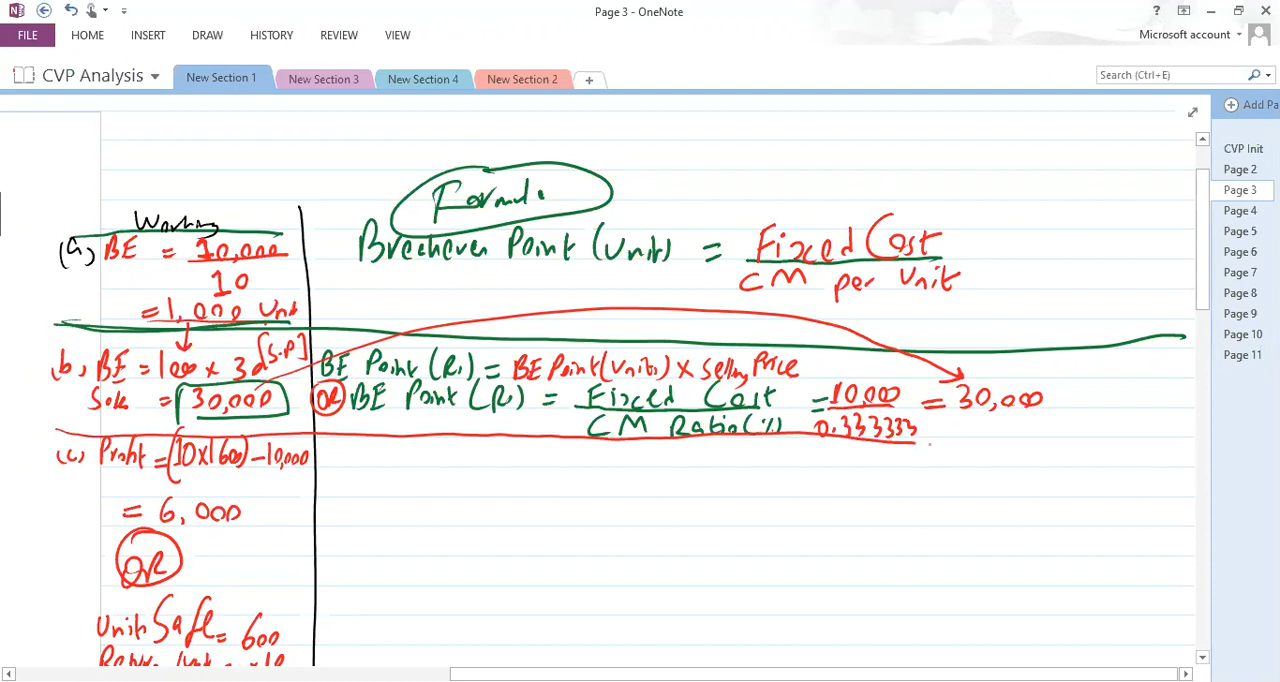 Page 3 - OneNote
Microsoft account
FILE HOME INSERT DRAW HISTORY REVIEW VIEW
CVP Analysis New Section 1 New Section 3 New Section 4 New Section 2 +
Search (Ctrl+E)
Add Pa
CVP Init
Page 2
Page 3
Page 4
Page 5
Page 6
Page 7
Page 8
Page 9
Page 10
Page 11
Working
(a) BE = 10,000
10
= 1,000 Unit
b, BE = 1000 x 30 [S.P]
Sale = 30,000
(c) Profit = (10x1600) - 10,000
= 6,000
OR
Unit Safe = 600
Formula
Breakeven Point (Unit) = Fixed Cost
CM per Unit
BE Point (R) = BE Point (Units) x Selling Price
OR BE Point (R) = Fixed Cost = 10,000 = 30,000
CM Ratio (%) 0.333333